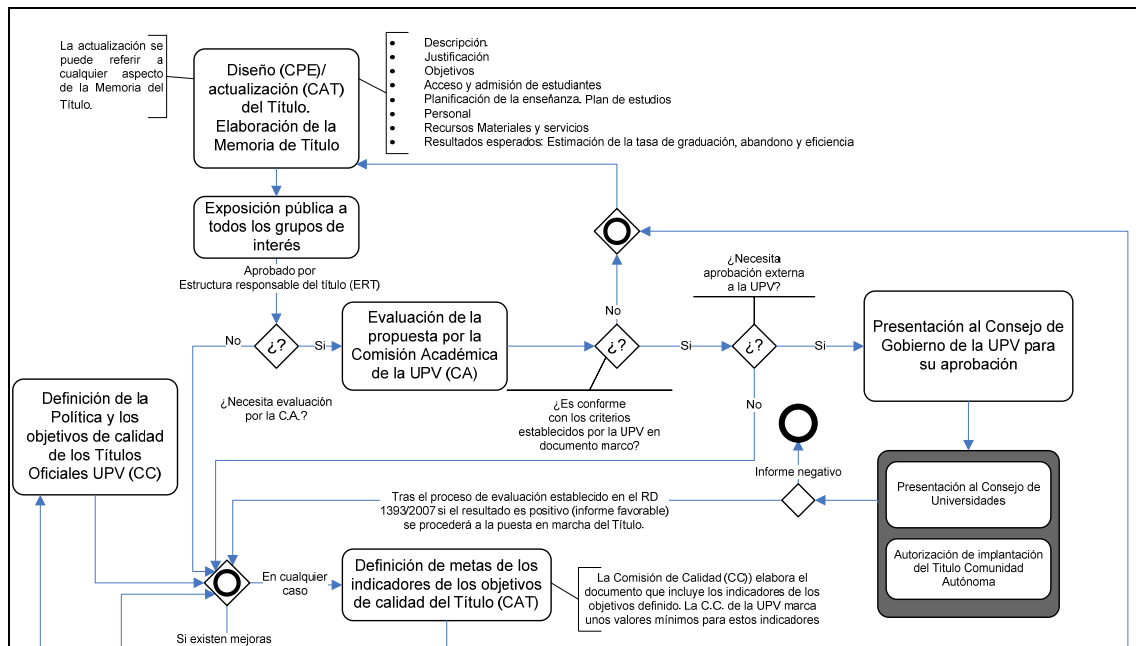 La actualización se
puede referir a
cualquier aspecto
de la Memoria del
Título.
Diseño (CPE)/
actualización (CAT)
del Título.
Elaboración de la
Memoria de Título
• Descripción.
• Justificación
• Objetivos
• Acceso y admisión de estudiantes
• Planificación de la enseñanza. Plan de estudios
• Personal
• Recursos Materiales y servicios
• Resultados esperados: Estimación de la tasa de graduación, abandono y eficiencia
Exposición pública a
todos los grupos de
interés
Aprobado por
Estructura responsable del título (ERT)
¿?
No
Si
¿Necesita evaluación
por la C.A.?
Evaluación de la
propuesta por la
Comisión Académica
de la UPV (CA)
¿?
No
Si
¿Es conforme
con los criterios
establecidos por la UPV en
documento marco?
¿Necesita
aprobación externa
a la UPV?
¿?
Si
No
Presentación al Consejo de
Gobierno de la UPV para
su aprobación
Definición de la
Política y los
objetivos de calidad
de los Títulos
Oficiales UPV (CC)
Informe negativo
Presentación al Consejo de
Universidades
Autorización de implantación
del Titulo Comunidad
Autónoma
Tras el proceso de evaluación establecido en el RD
1393/2007 si el resultado es positivo (informe favorable)
se procederá a la puesta en marcha del Título.
En cualquier
caso
Definición de metas de los
indicadores de los objetivos
de calidad del Título (CAT)
La Comisión de Calidad (CC)) elabora el
documento que incluye los indicadores de los
objetivos definido. La C.C. de la UPV marca
unos valores mínimos para estos indicadores
Si existen mejoras